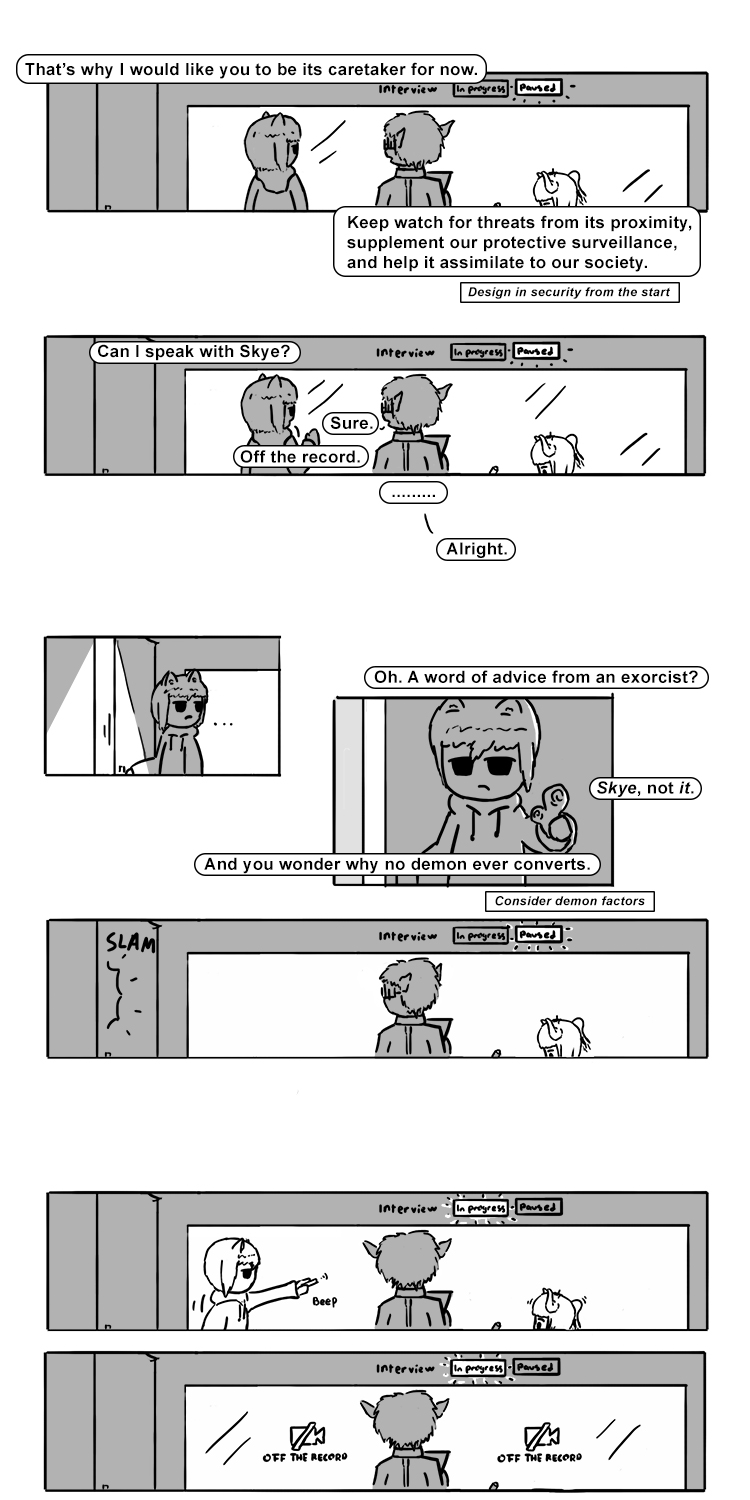 That's why I would like you to be its caretaker for now.
Interview In progress Paused
Keep watch for threats from its proximity,
supplement our protective surveillance,
and help it assimilate to our society.
Design in security from the start
Can I speak with Skye?
Interview In progress Paused
Sure.
Off the record.
.........
Alright.
...
Oh. A word of advice from an exorcist?
Skye, not it.
And you wonder why no demon ever converts.
Consider demon factors
Interview In progress Paused
SLAM
Interview In progress Paused
Beep
Interview In progress Paused
OFF THE RECORD
OFF THE RECORD